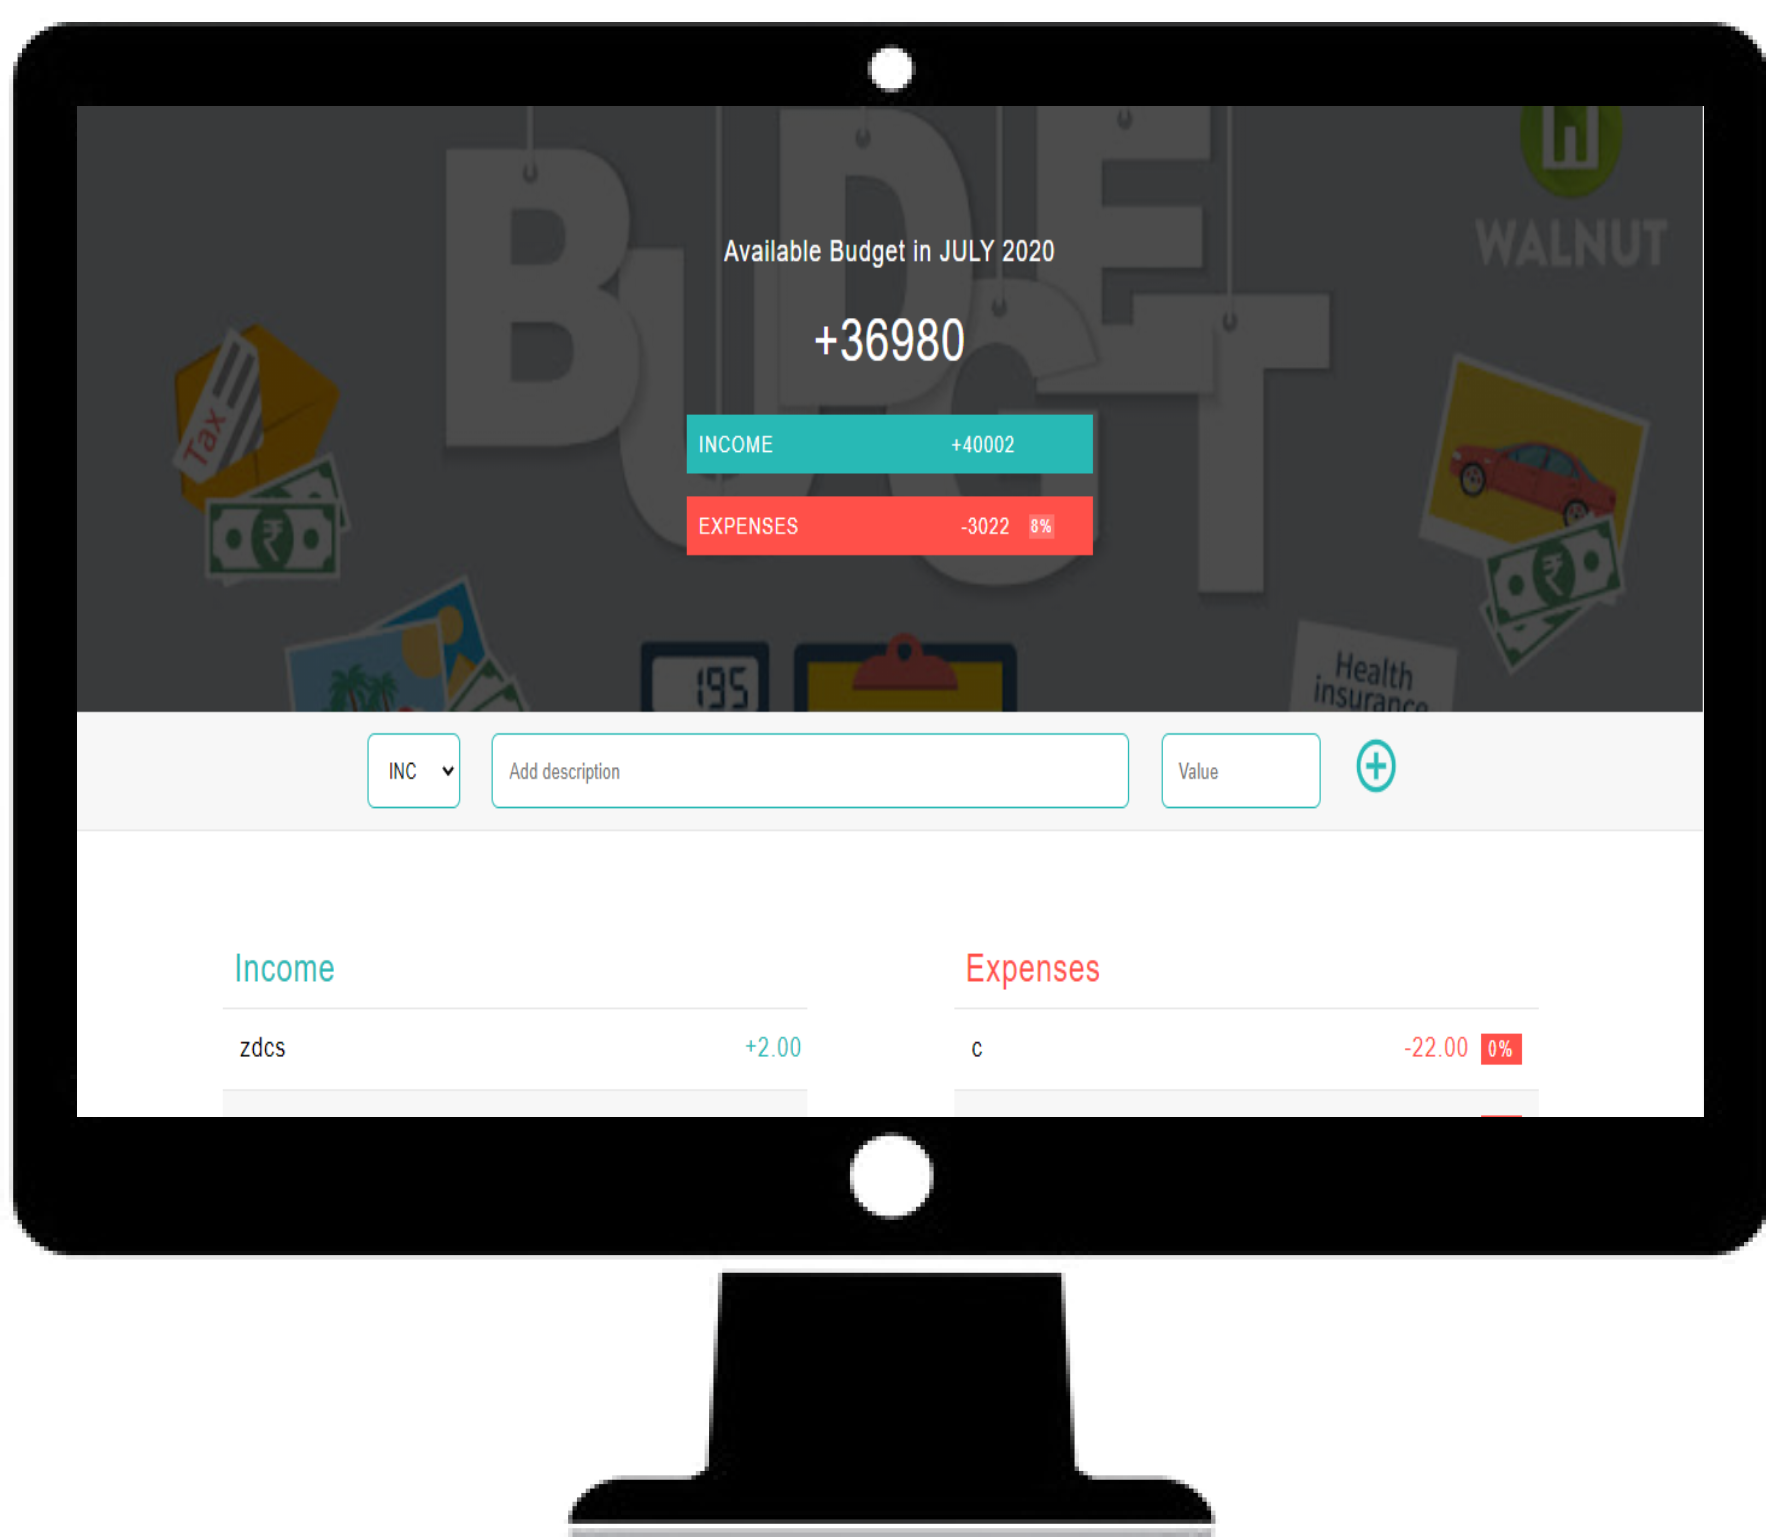 BUDGET
WALNUT
Available Budget in JULY 2020
+36980
Tax
INCOME +40002
EXPENSES -3022 8%
195
Health
insurance
INC Add description Value
Income
Expenses
zdcs +2.00
c -22.00 0%